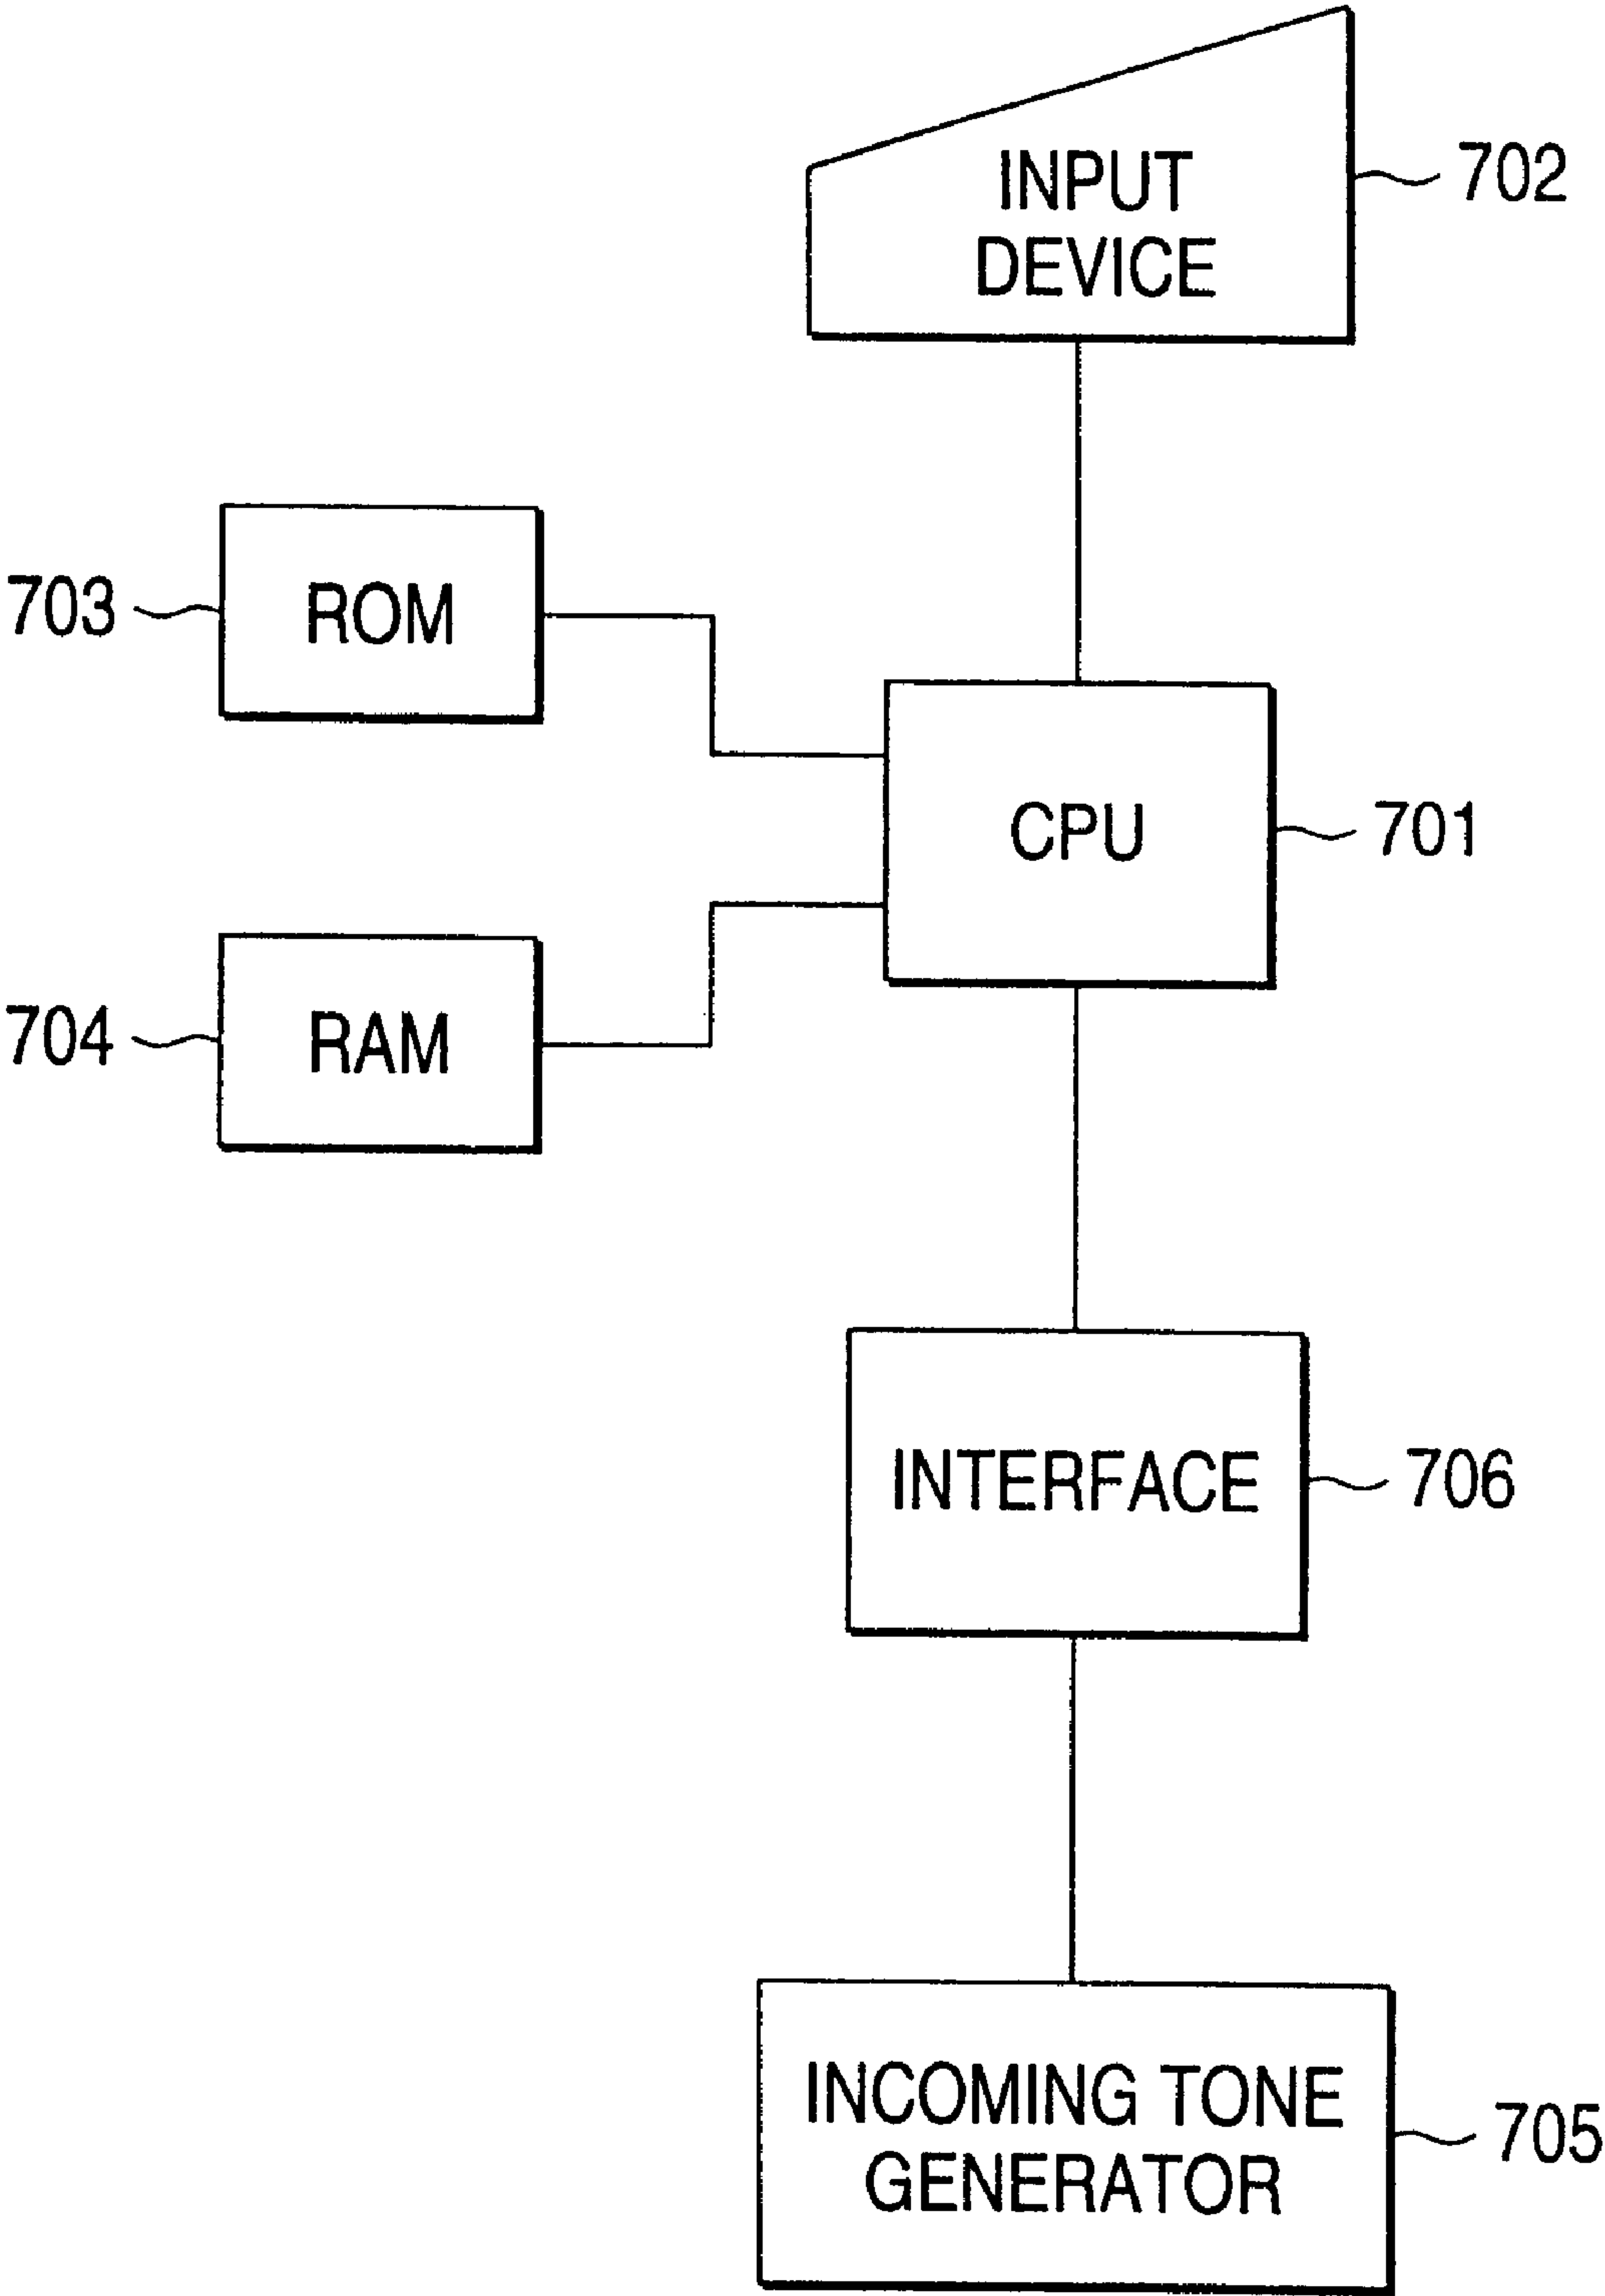 INPUT
DEVICE
702
703
ROM
CPU
701
704
RAM
INTERFACE
706
INCOMING TONE
GENERATOR
705